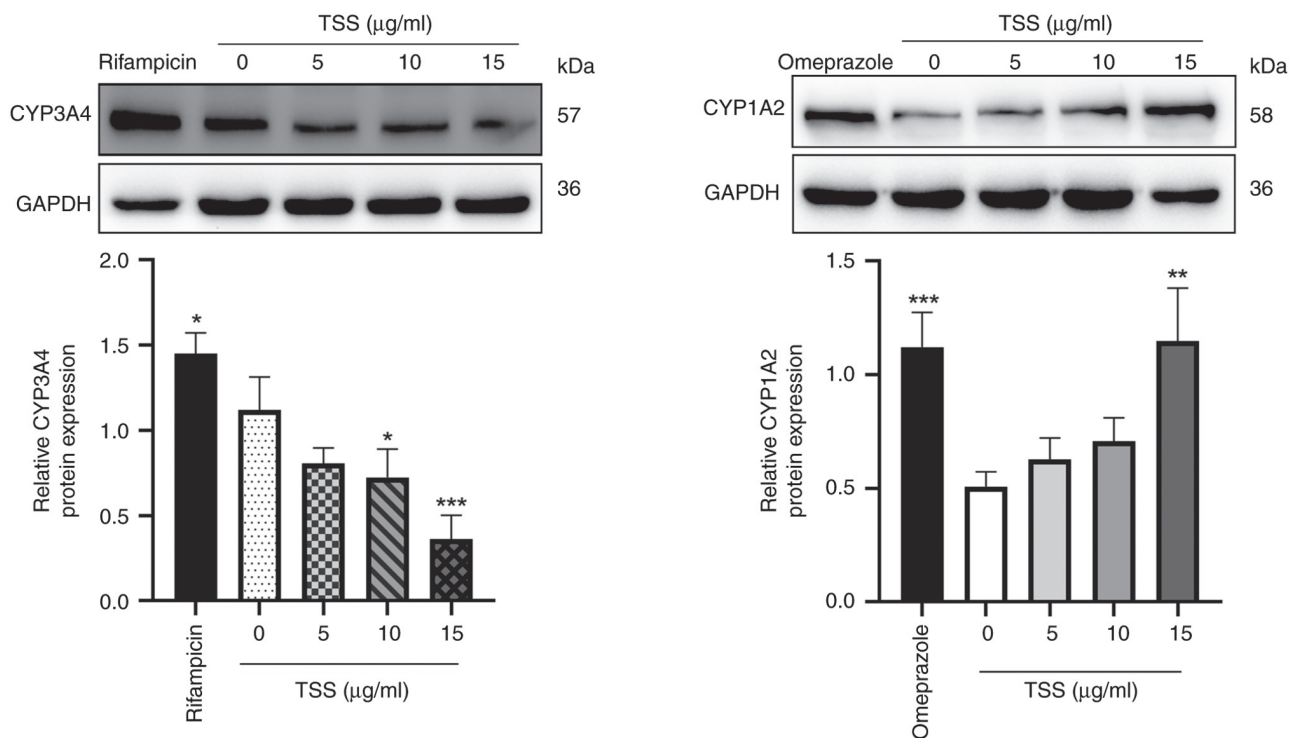 TSS (μg/ml)
Rifampicin 0 5 10 15 kDa
CYP3A4 57
GAPDH 36
2.0
1.5
1.0
0.5
0.0
Relative CYP3A4
protein expression
*
*
***
Rifampicin
0 5 10 15
TSS (μg/ml)
TSS (μg/ml)
Omeprazole 0 5 10 15 kDa
CYP1A2 58
GAPDH 36
1.5
1.0
0.5
0.0
Relative CYP1A2
protein expression
***
**
Omeprazole
0 5 10 15
TSS (μg/ml)